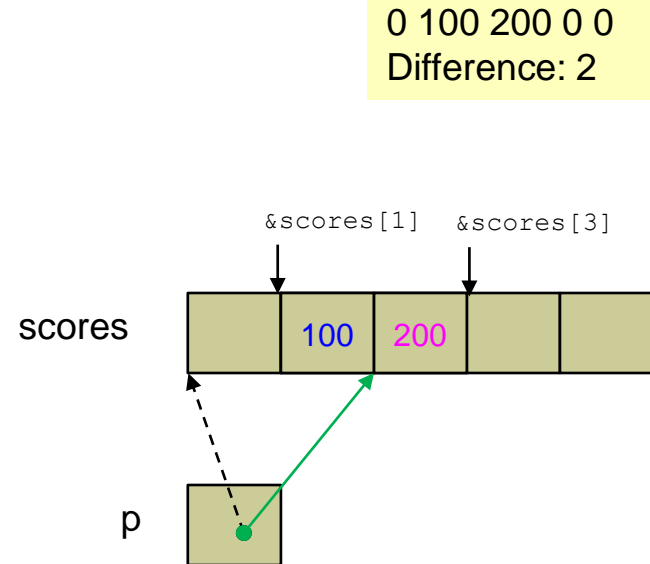 0 100 200 0 0
Difference: 2
&scores[1] &scores[3]
scores 100 200
p